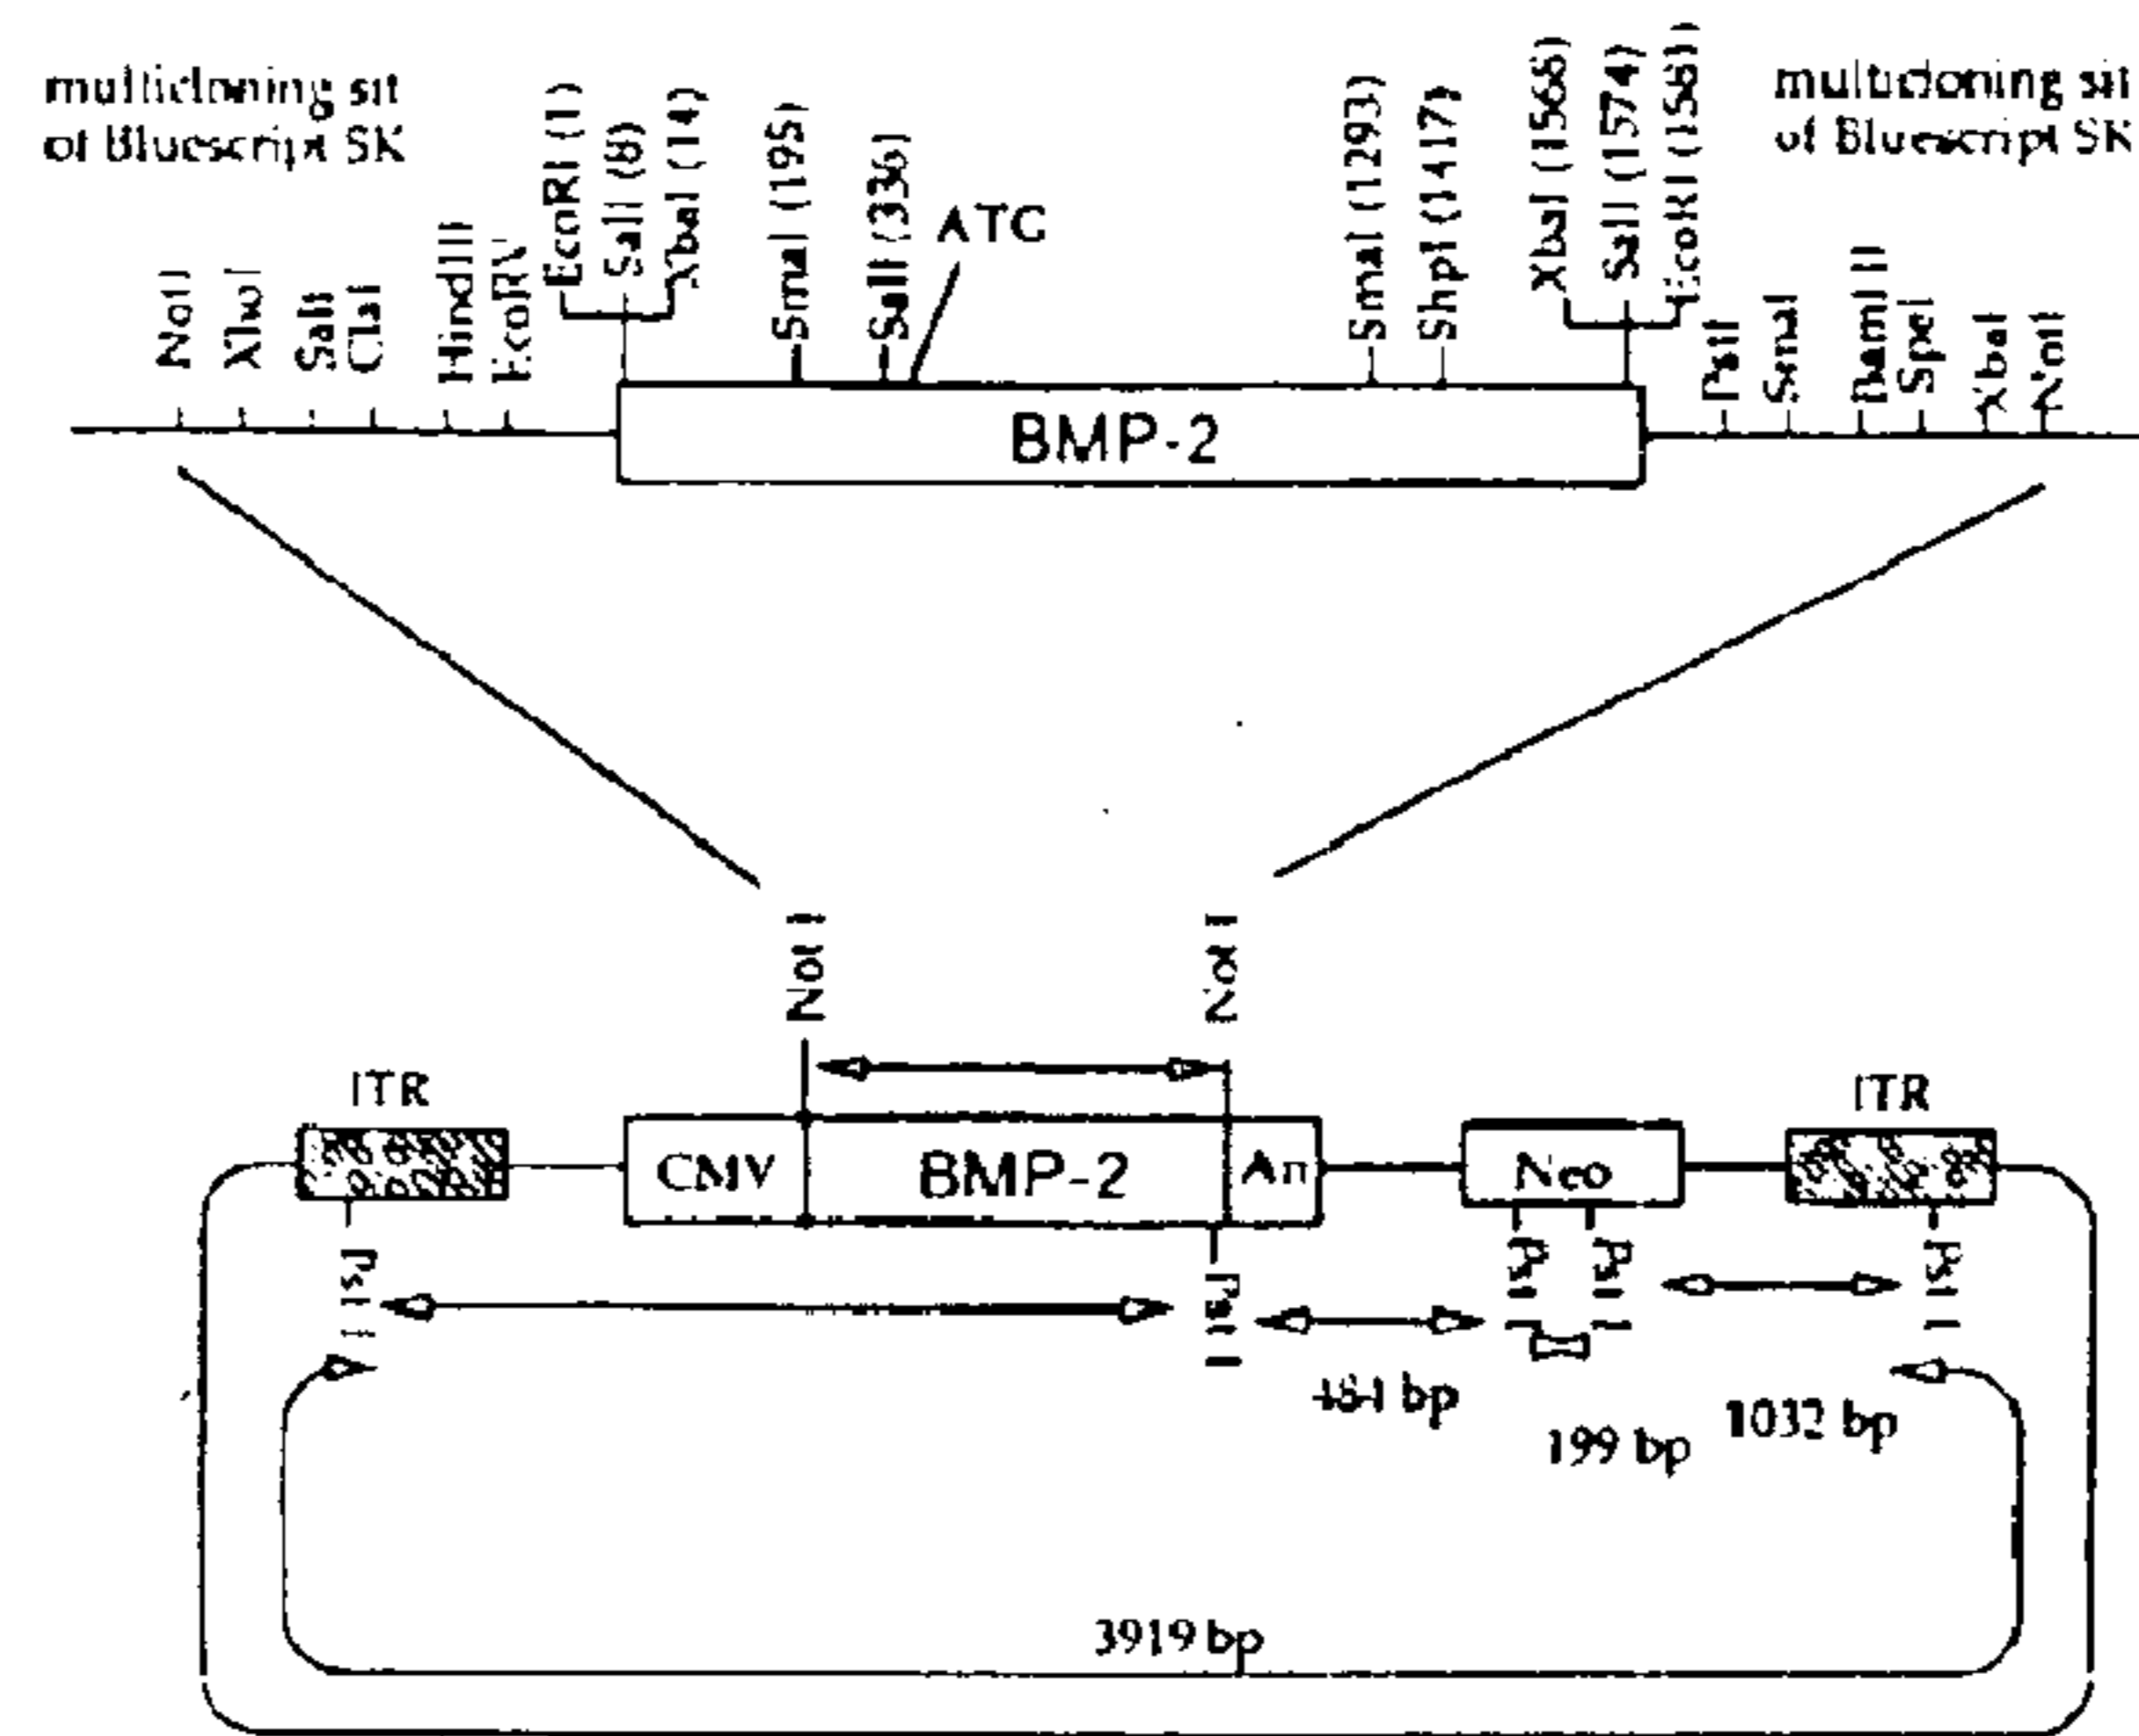 multicloning sit
of Bluescript SK
multicloning sit
of Bluescript SK
NotI
XhoI
SalI
ClaI
HindIII
EcoRV
EcoRI (1)
SalI (8)
XbaI (14)
SmaI (195)
SalI (336)
ATG
SmaI (1293)
ShpI (1417)
XbaI (1568)
SalI (1574)
EcoRI (158
PstI
SmaI
BamHI
SpeI
XbaI
NotI
BMP-2
Not I
Not I
ITR
CMV
BMP-2
An
Neo
ITR
Pst I
Pst I
Pst I
Pst I
Pst I
bp
199 bp
1032 bp
3919 bp